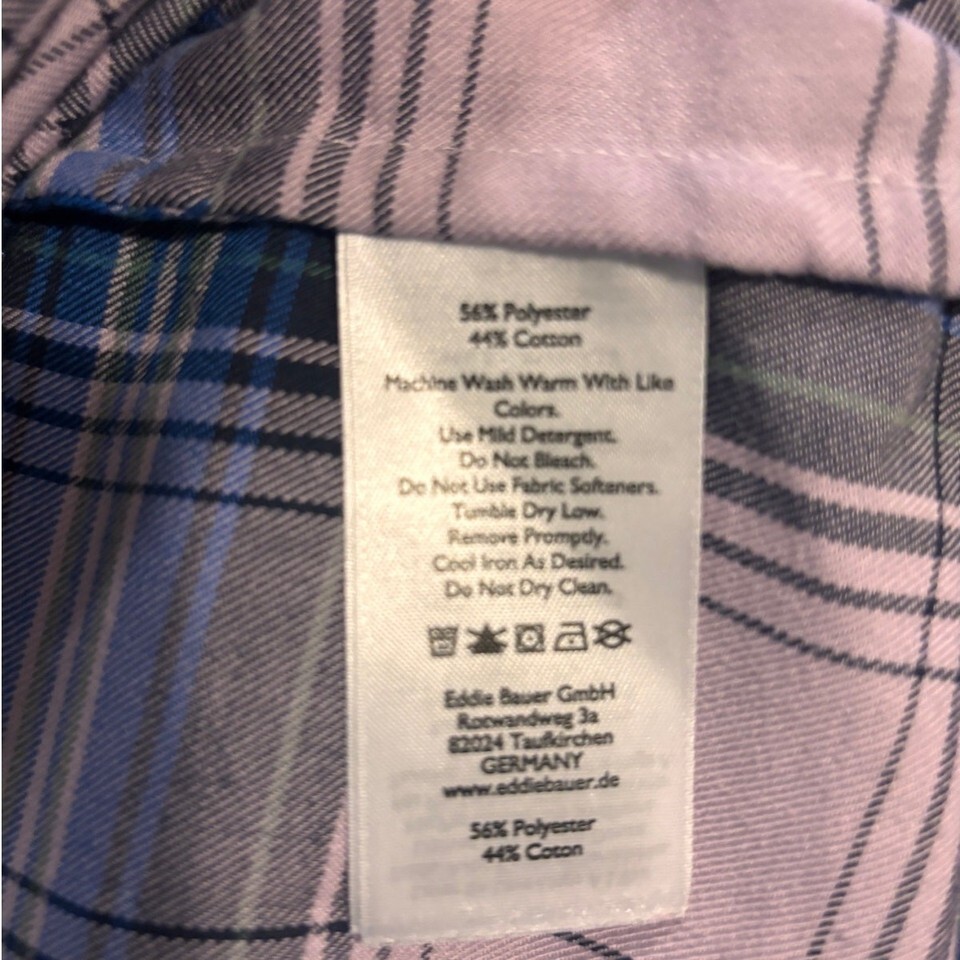 56% Polyester
44% Cotton
Machine Wash Warm With Like
Colors.
Use Mild Detergent.
Do Not Bleach.
Do Not Use Fabric Softeners.
Tumble Dry Low.
Remove Promptly.
Cool Iron As Desired.
Do Not Dry Clean.
Eddie Bauer GmbH
Rotwandweg 3a
82024 Taufkirchen
GERMANY
www.eddiebauer.de
56% Polyester
44% Coton